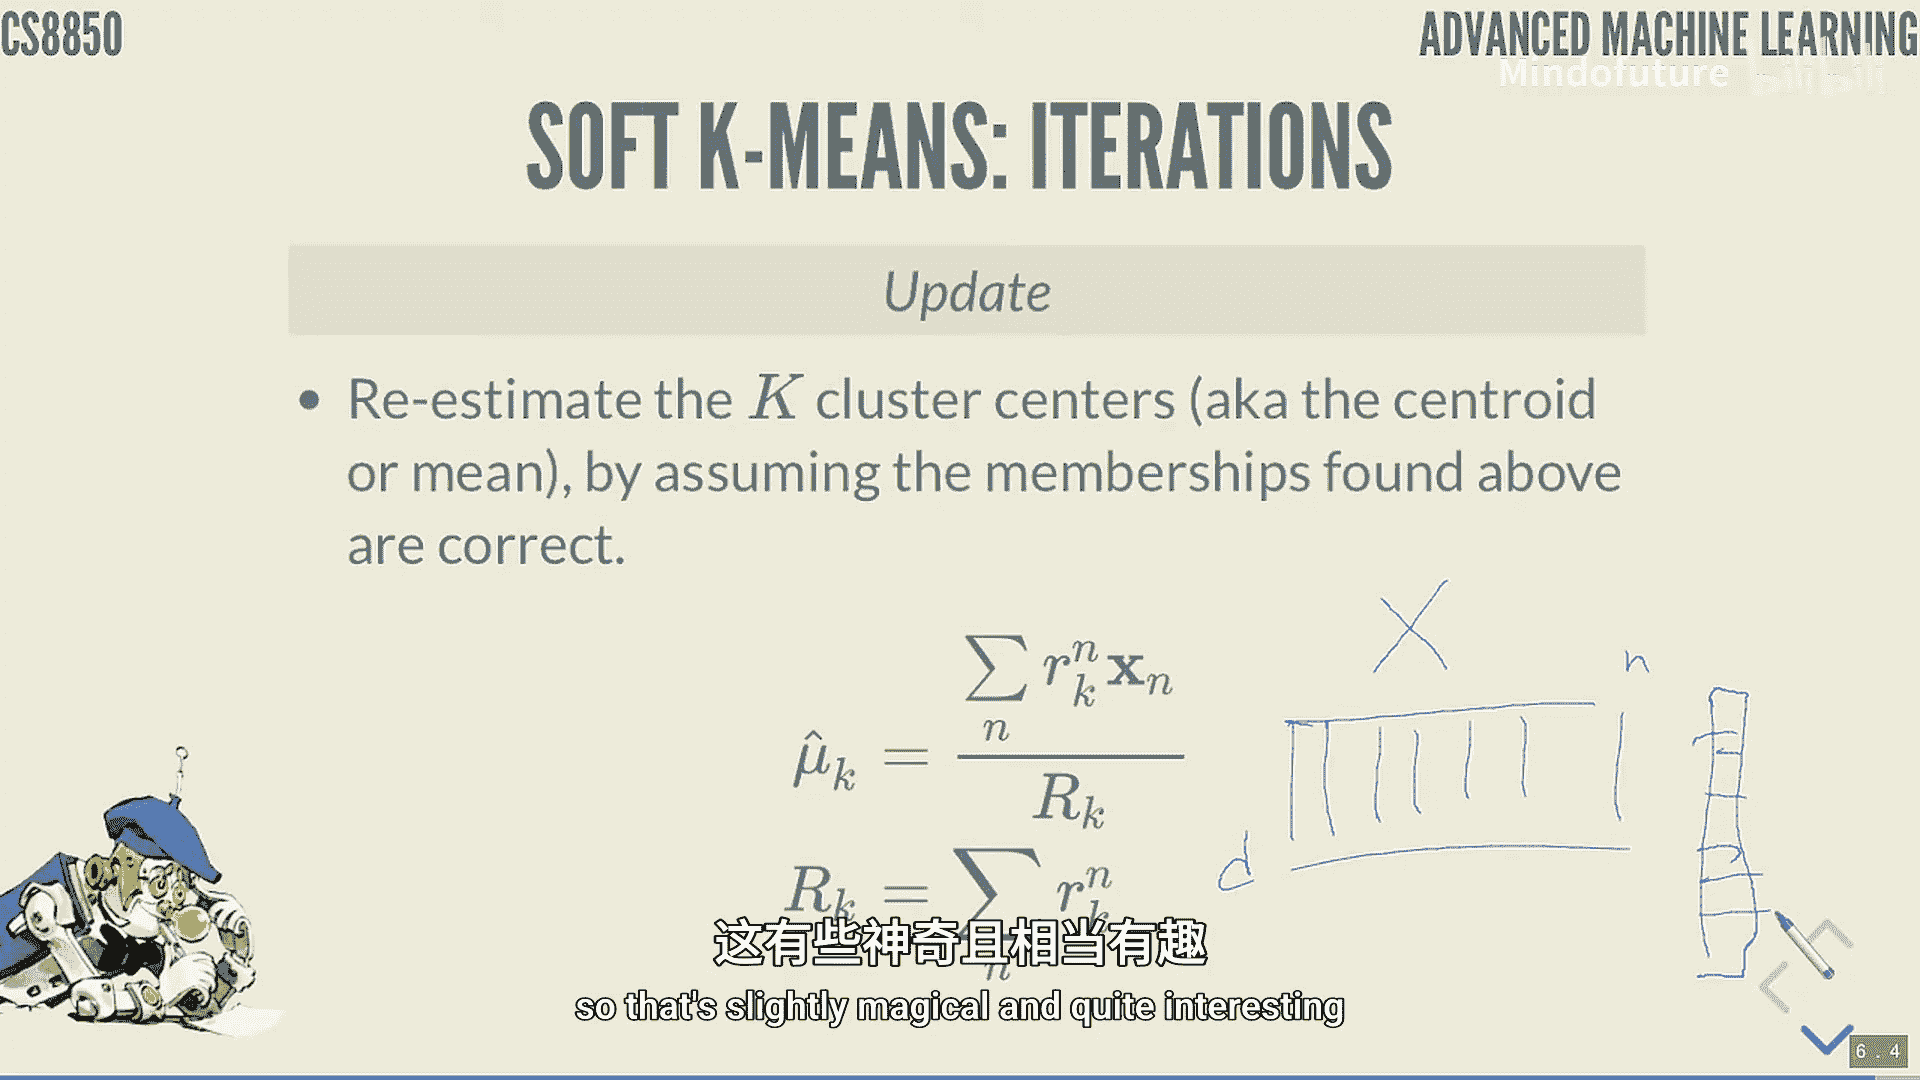 CS8850
ADVANCED MACHINE LEARNING
Mindofuture
SOFT K-MEANS: ITERATIONS
Update
• Re-estimate the K cluster centers (aka the centroid
or mean), by assuming the memberships found above
are correct.
X
n
d
μ̂_k = ∑_n r_k^n x_n / R_k
R_k = ∑_n r_k^n
这有些神奇且相当有趣
so that's slightly magical and quite interesting
6.4